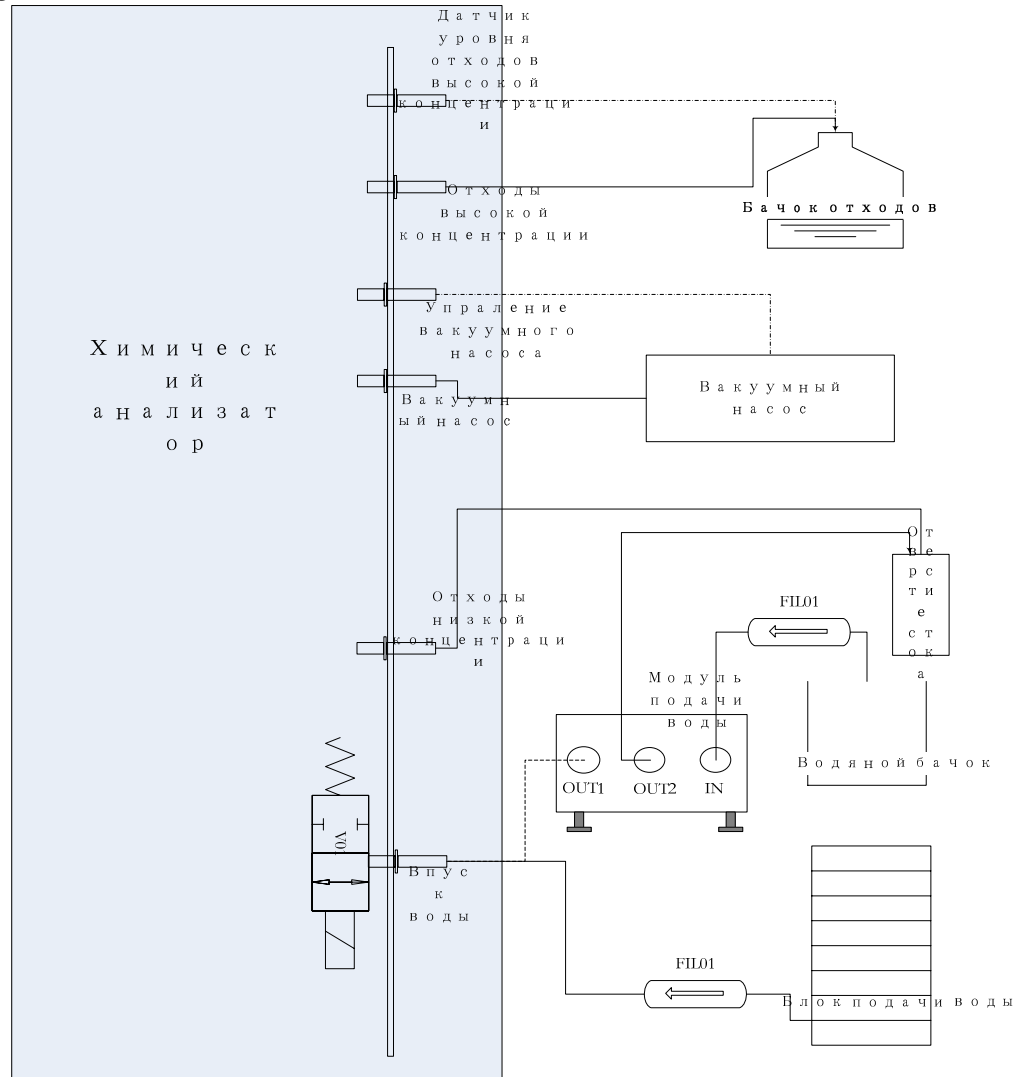 Датчик
уровня
отходов
высокой
концентраци
и
Отходы
высокой
концентрации
Бачок отходов
Упраление
вакуумного
насоса
Химическ
ий
анализат
ор
Вакуумный
насос
Вакуумн
ый насос
От
ве
рс
ти
е
ст
ок
а
FIL01
Отходы
низкой
концентраци
и
Модуль
подачи
воды
Водяной бачок
OUT1 OUT2 IN
Впус
к
воды
FIL01
Блок подачи воды